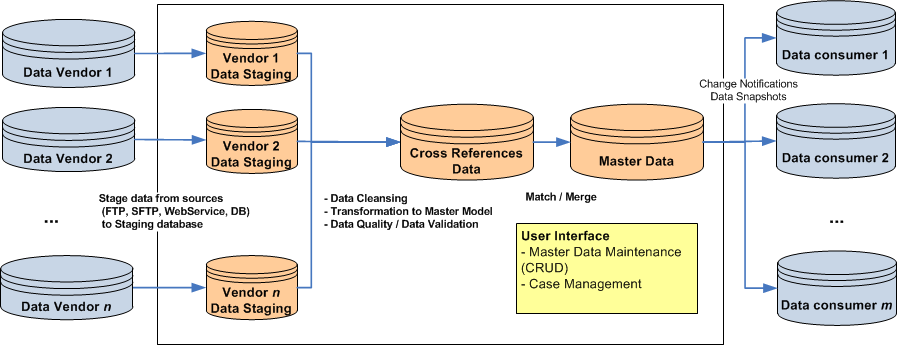 Data Vendor 1
Vendor 1
Data Staging
Data consumer 1
Change Notifications
Data Snapshots
Data Vendor 2
Vendor 2
Data Staging
Cross References
Data
Master Data
Data consumer 2
Stage data from sources
(FTP, SFTP, WebService, DB)
to Staging database
- Data Cleansing
- Transformation to Master Model
- Data Quality / Data Validation
Match / Merge
...
...
User Interface
- Master Data Maintenance
(CRUD)
- Case Management
Data Vendor n
Vendor n
Data Staging
Data consumer m